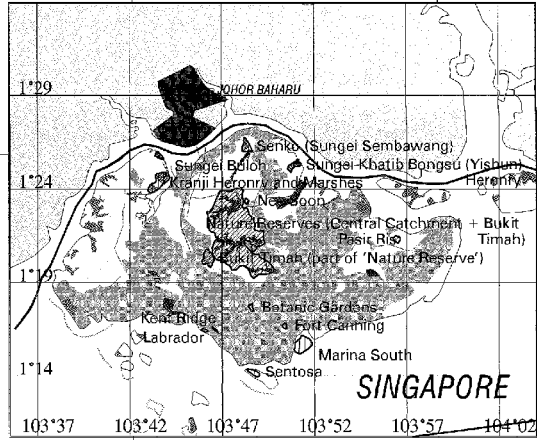 1°29
JOHOR BAHARU
Senko (Sungei Sembawang)
Sungei Buloh
Sungei Khatib Bongsu (Yishun)
Heronry
1°24
Kranji Heronry and Marshes
Nee Soon
Nature Reserves (Central Catchment + Bukit
Timah)
Pasir Ris
Bukit Timah (part of 'Nature Reserve')
1°19
Botanic Gardens
Kent Ridge
Fort Canning
Labrador
Marina South
1°14
Sentosa
SINGAPORE
103°37 103°42 103°47 103°52 103°57 104°02